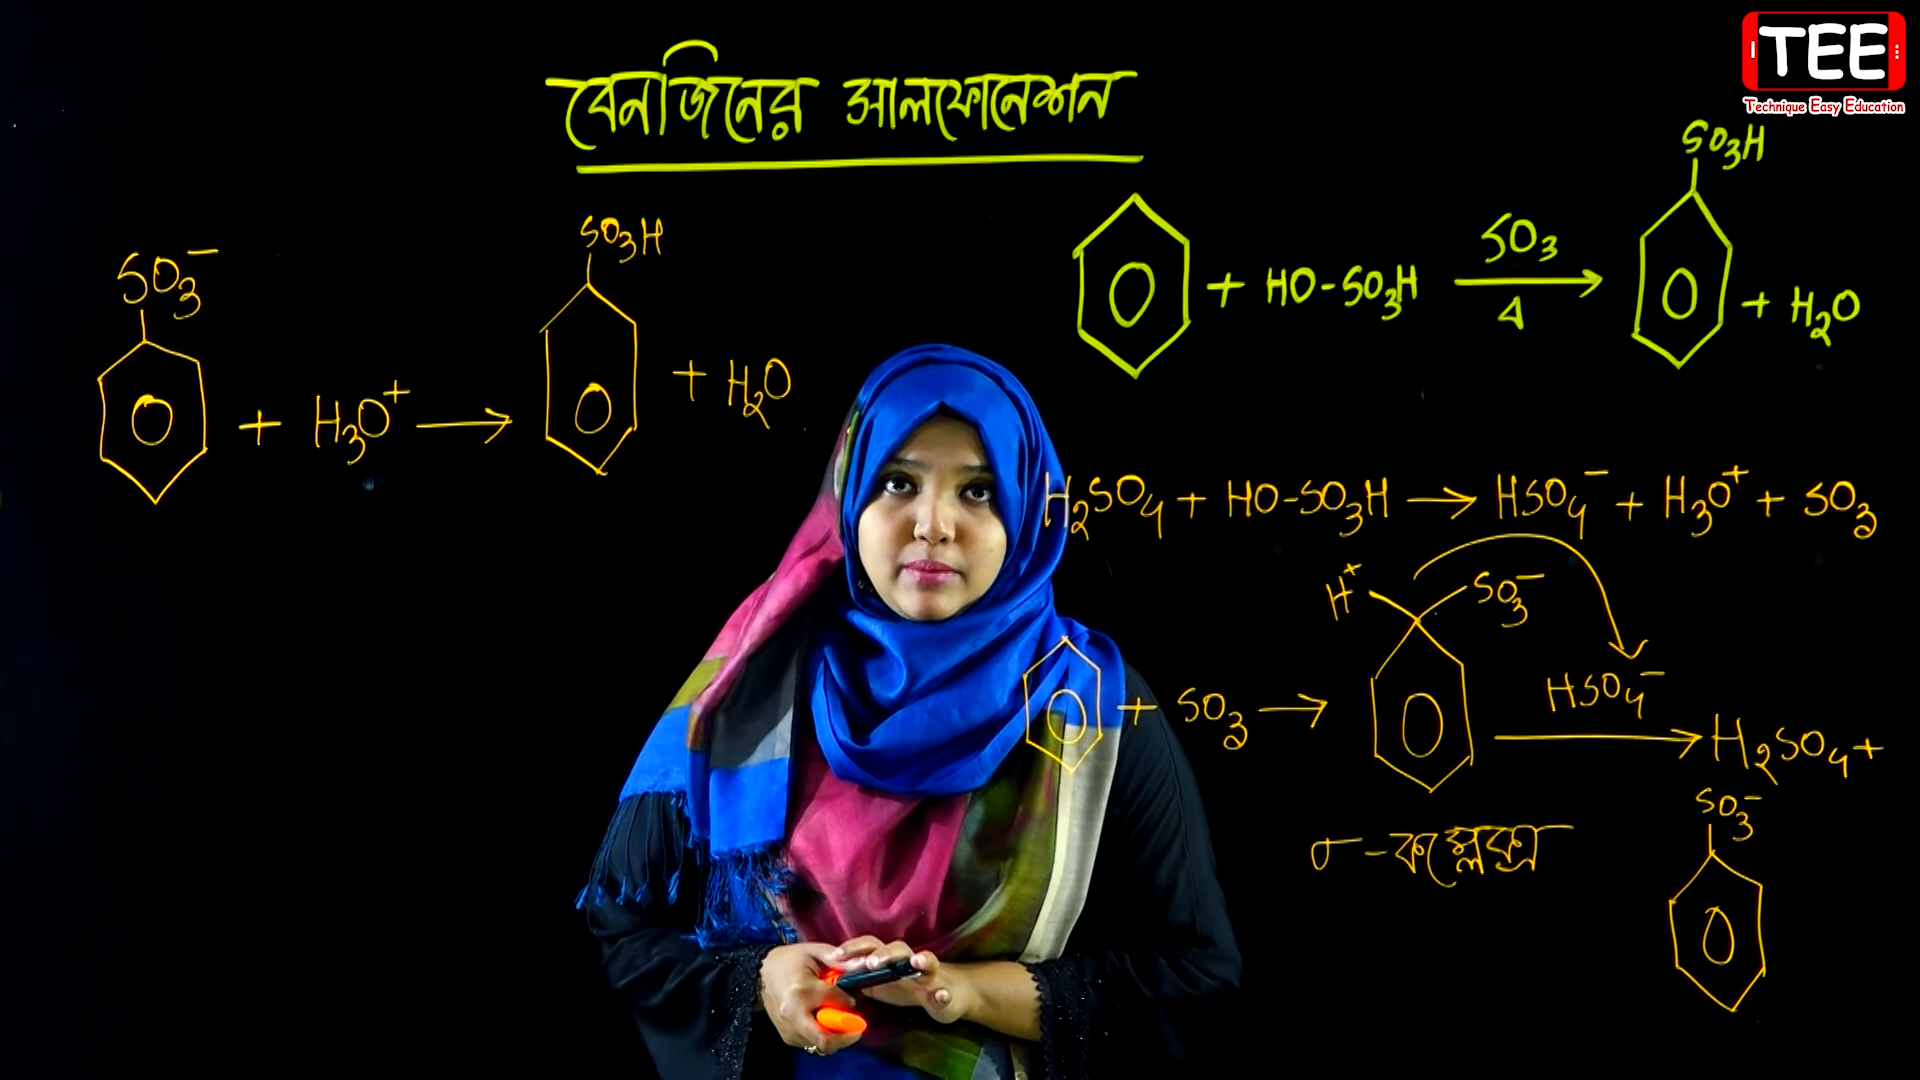 TEE
Technique Easy Education
বেনজিনের সালফোনেশন
SO₃H
+ HO-SO₃H
SO₃
Δ
+ H₂O
SO₃⁻
+ H₃O⁺ →
SO₃H
+ H₂O
H₂SO₄ + HO-SO₃H → HSO₄⁻ + H₃O⁺ + SO₃
+ SO₃ →
H⁺
SO₃⁻
HSO₄⁻
H₂SO₄ +
SO₃⁻
σ-কমপ্লেক্স